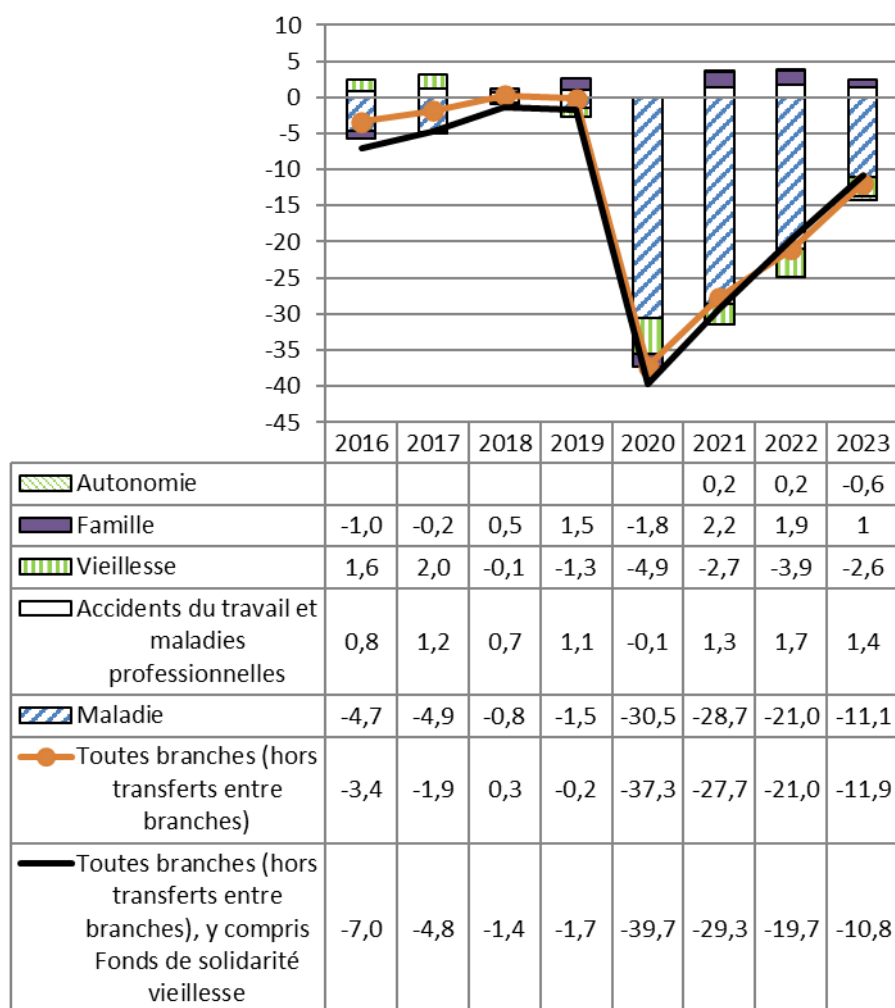 10
5
0
-5
-10
-15
-20
-25
-30
-35
-40
-45
2016 2017 2018 2019 2020 2021 2022 2023
Autonomie 0,2 0,2 -0,6
Famille -1,0 -0,2 0,5 1,5 -1,8 2,2 1,9 1
Vieillesse 1,6 2,0 -0,1 -1,3 -4,9 -2,7 -3,9 -2,6
Accidents du travail et
maladies 0,8 1,2 0,7 1,1 -0,1 1,3 1,7 1,4
professionnelles
Maladie -4,7 -4,9 -0,8 -1,5 -30,5 -28,7 -21,0 -11,1
Toutes branches (hors
transferts entre -3,4 -1,9 0,3 -0,2 -37,3 -27,7 -21,0 -11,9
branches)
Toutes branches (hors
transferts entre
branches), y compris -7,0 -4,8 -1,4 -1,7 -39,7 -29,3 -19,7 -10,8
Fonds de solidarité
vieillesse